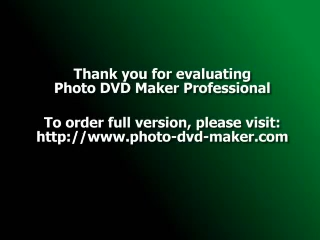 Thank you for evaluating
Photo DVD Maker Professional
To order full version, please visit:
http://www.photo-dvd-maker.com